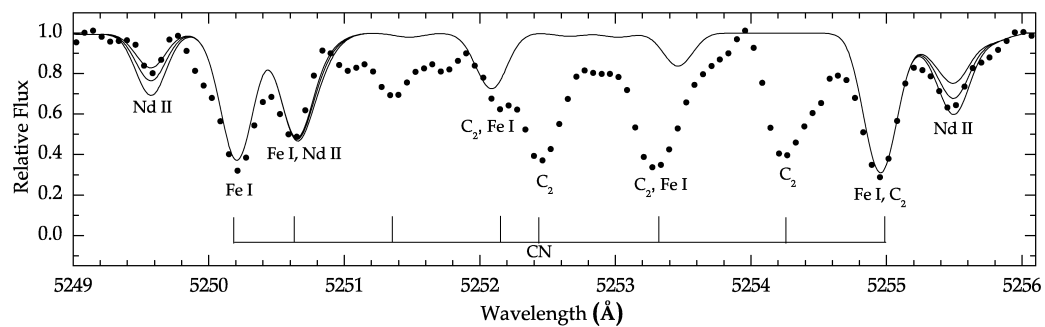 1.0
0.8
0.6
0.4
0.2
0.0
Relative Flux
Nd II
Fe I
Fe I, Nd II
C₂, Fe I
C₂
C₂, Fe I
C₂
Fe I, C₂
Nd II
CN
5249 5250 5251 5252 5253 5254 5255 5256
Wavelength (Å)